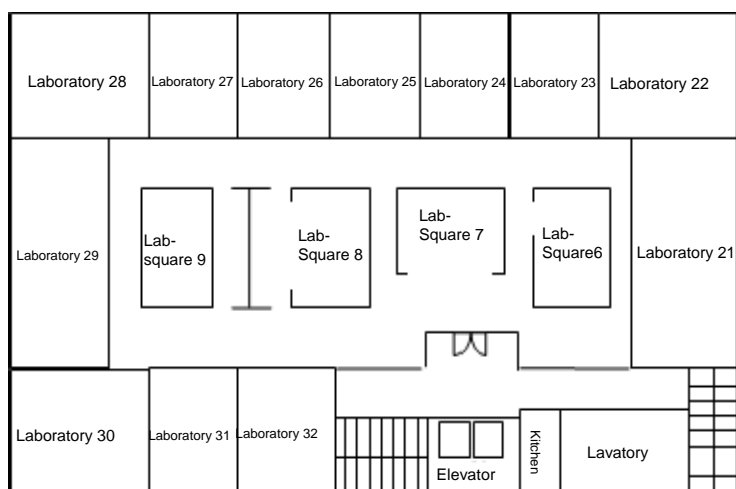 Laboratory 28
Laboratory 27
Laboratory 26
Laboratory 25
Laboratory 24
Laboratory 23
Laboratory 22
Laboratory 29
Lab-
square 9
Lab-
Square 8
Lab-
Square 7
Lab-
Square6
Laboratory 21
Laboratory 30
Laboratory 31
Laboratory 32
Elevator
Kitchen
Lavatory